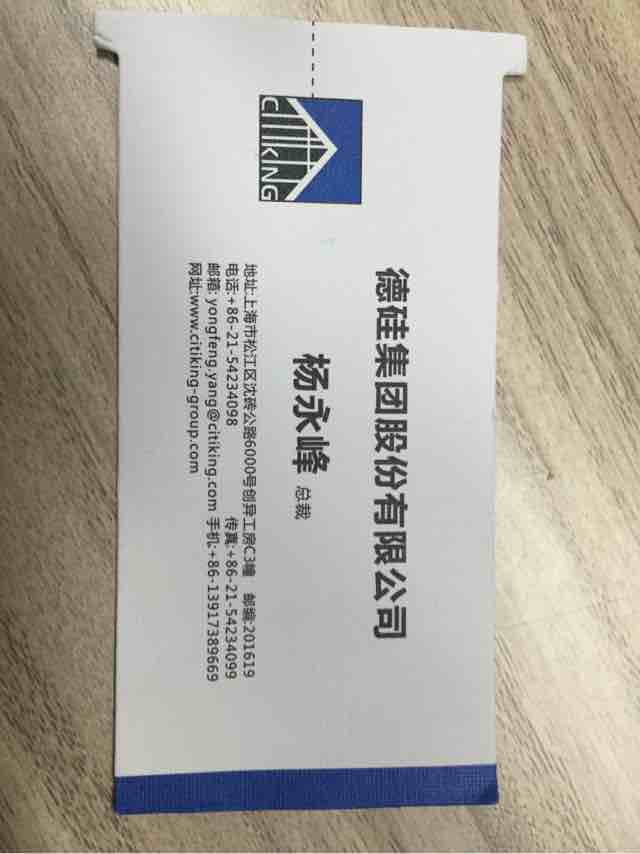 CITIKING
德硅集团股份有限公司
杨永峰 总裁
地址:上海市松江区沈砖公路6000号创异工房C3幢 邮编:201619
电话:+86-21-54234098 传真:+86-21-54234099
邮箱: yongfeng.yang@citiking.com 手机:+86-13917389669
网址:www.citiking-group.com